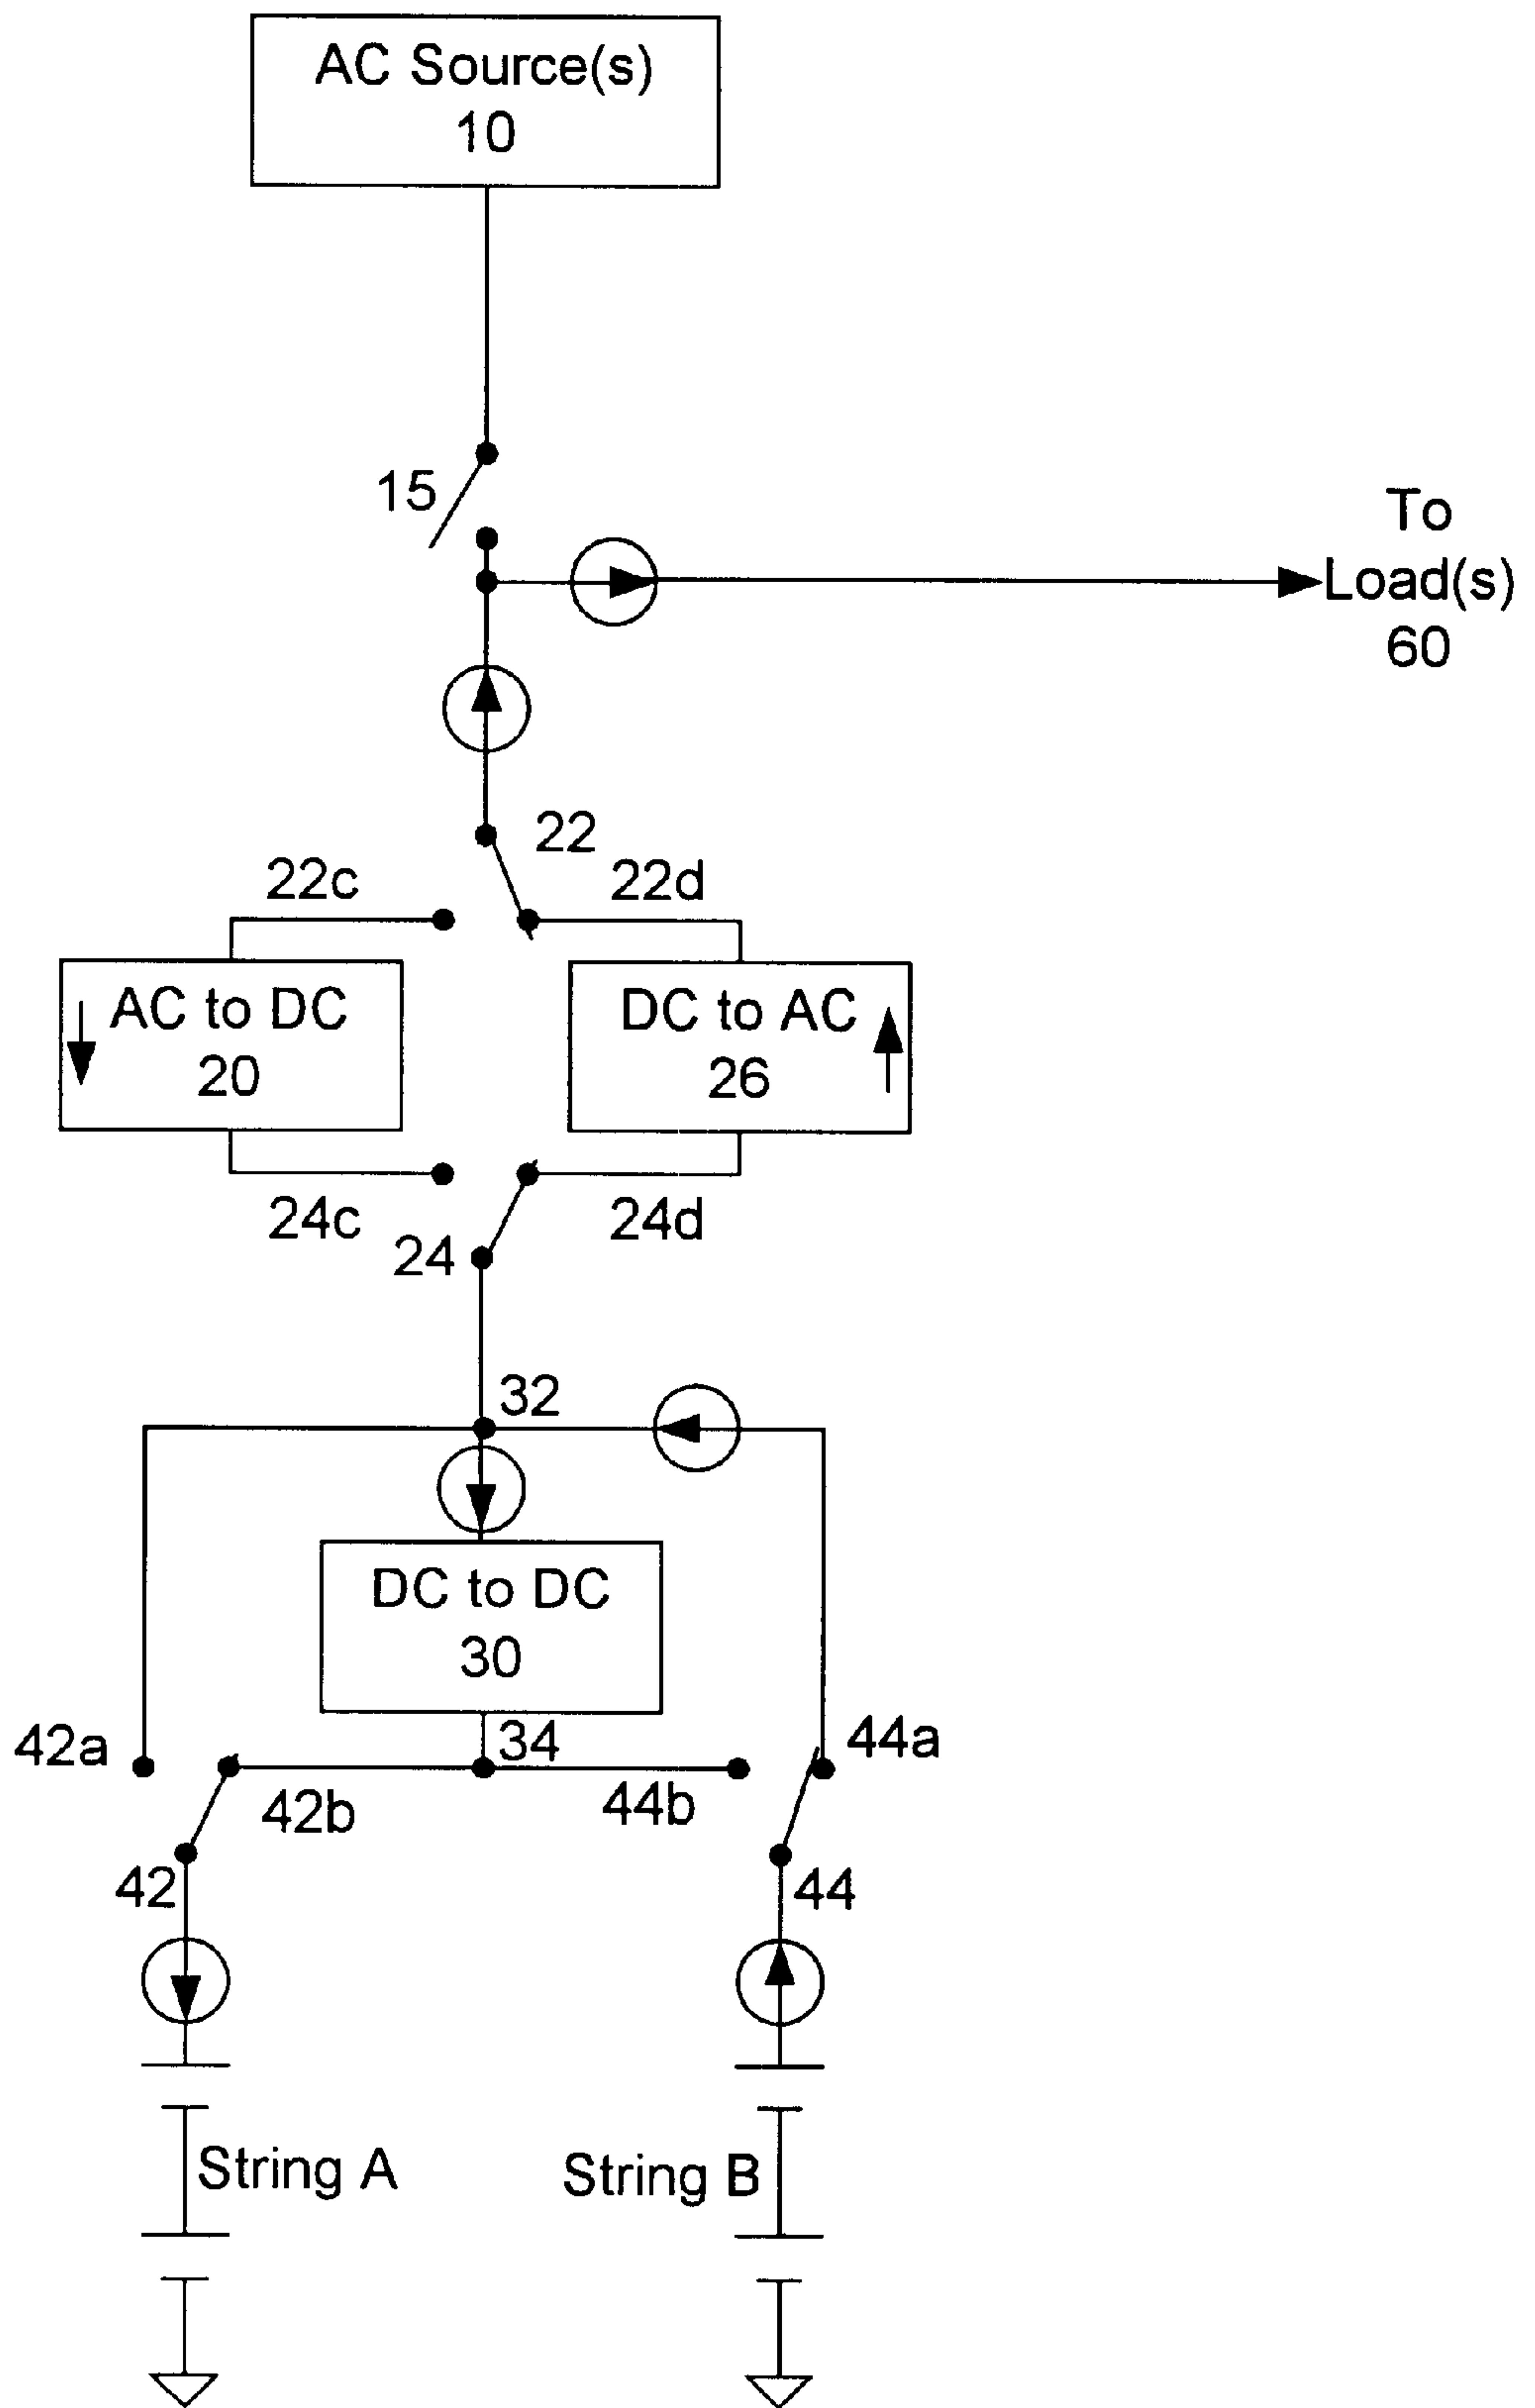 AC Source(s)
10
15
To
Load(s)
60
22
22c
22d
AC to DC
20
DC to AC
26
24c
24d
24
32
DC to DC
30
34
42a
44a
42b
44b
42
44
String A
String B